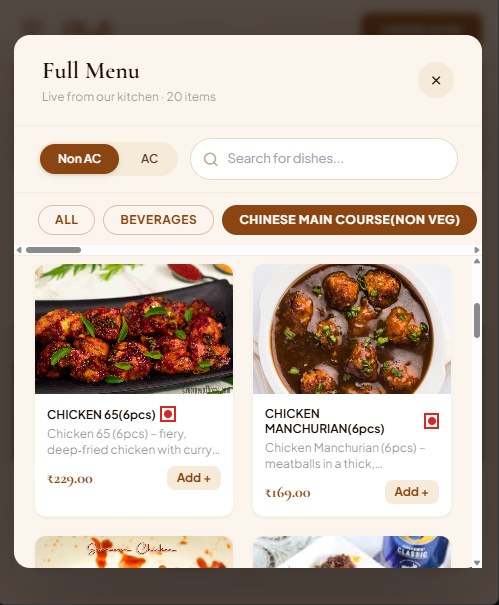 Full Menu
Live from our kitchen · 20 items
×
Non AC
AC
Search for dishes...
ALL
BEVERAGES
CHINESE MAIN COURSE(NON VEG)
CHICKEN 65(6pcs)
Chicken 65 (6pcs) – fiery,
deep-fried chicken with curry...
₹229.00
Add +
CHICKEN
MANCHURIAN(6pcs)
Chicken Manchurian (6pcs) –
meatballs in a thick,...
₹169.00
Add +
Chicken
CLASSIC